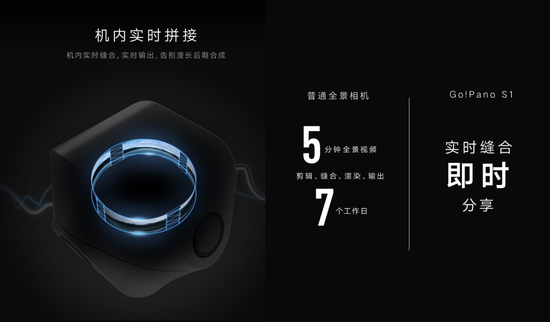 机内实时拼接
机内实时缝合,实时输出,告别漫长后期合成
普通全景相机
5分钟全景视频
剪辑、缝合、渲染、输出
7个工作日
Go!Pano S1
实时缝合
即时
分享